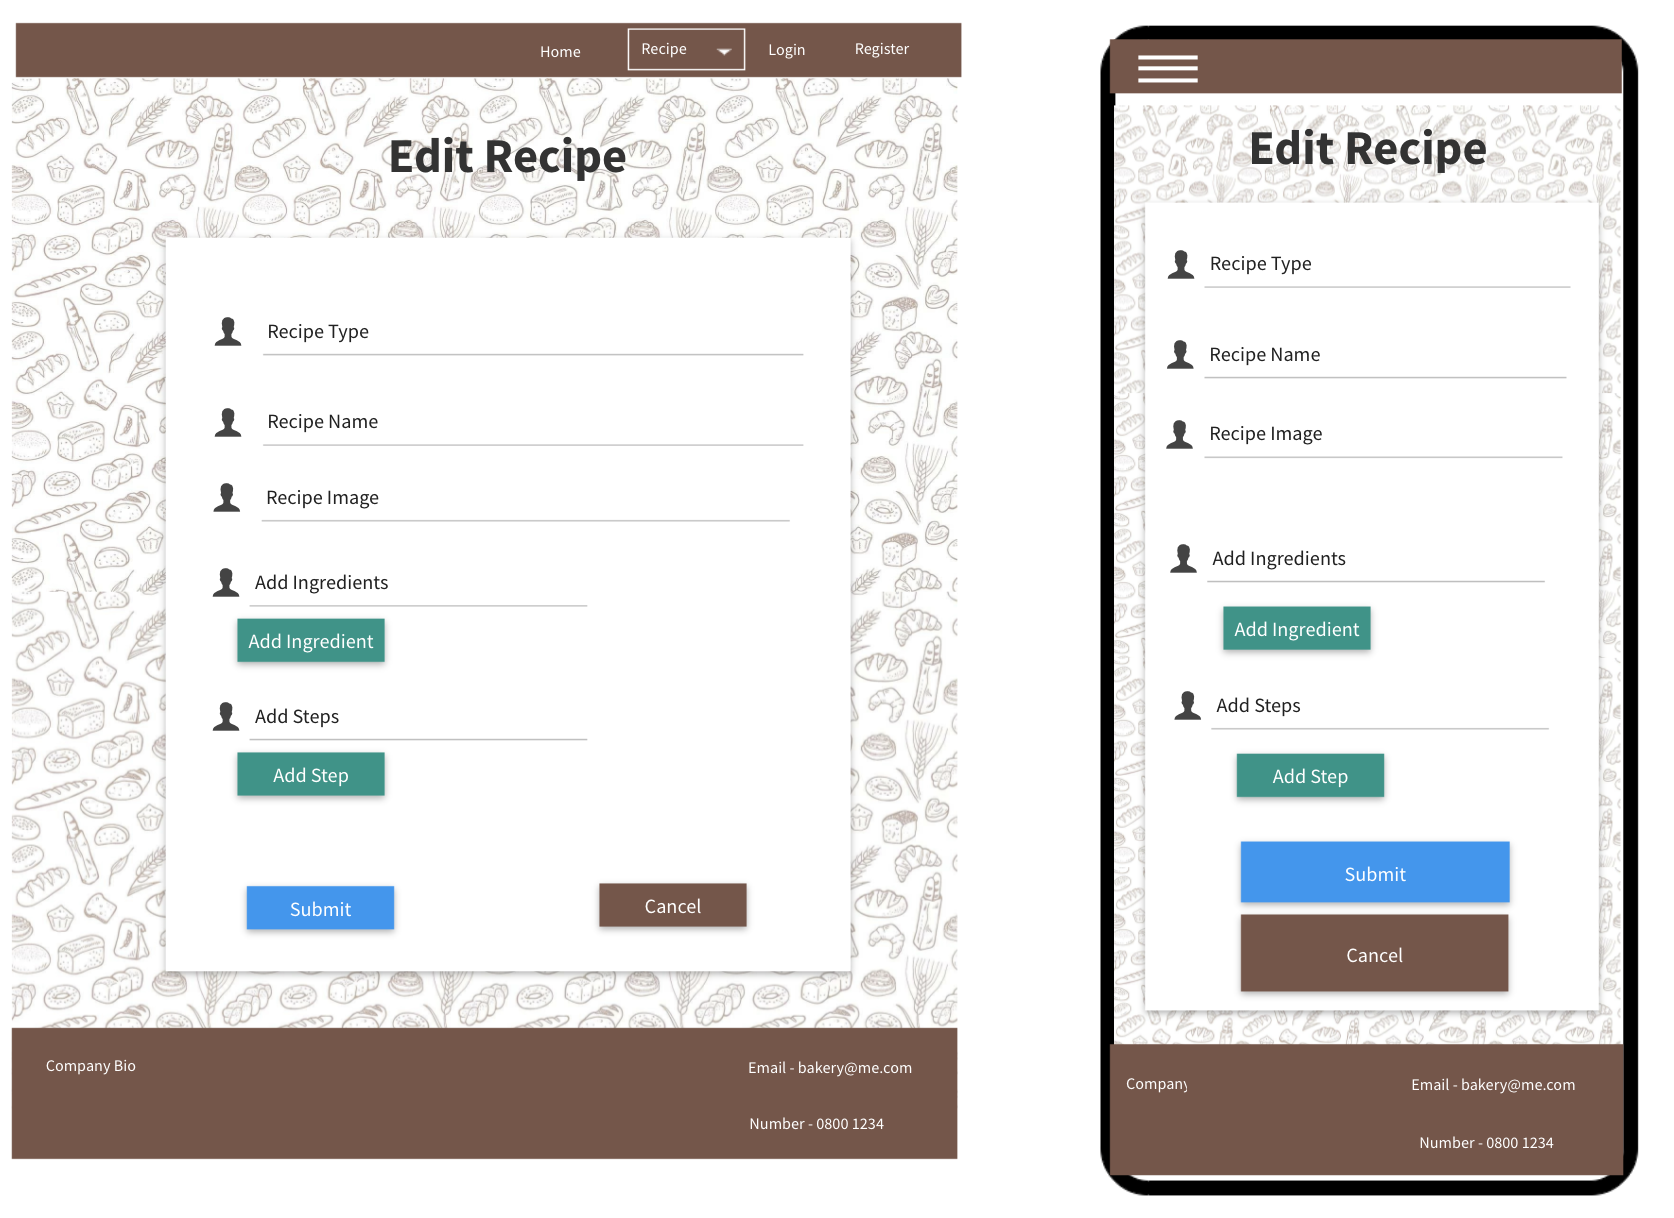 Home
Recipe
Login
Register
Edit Recipe
Recipe Type
Recipe Name
Recipe Image
Add Ingredients
Add Ingredient
Add Steps
Add Step
Submit
Cancel
Company Bio
Email - bakery@me.com
Number - 0800 1234
Edit Recipe
Recipe Type
Recipe Name
Recipe Image
Add Ingredients
Add Ingredient
Add Steps
Add Step
Submit
Cancel
Company
Email - bakery@me.com
Number - 0800 1234